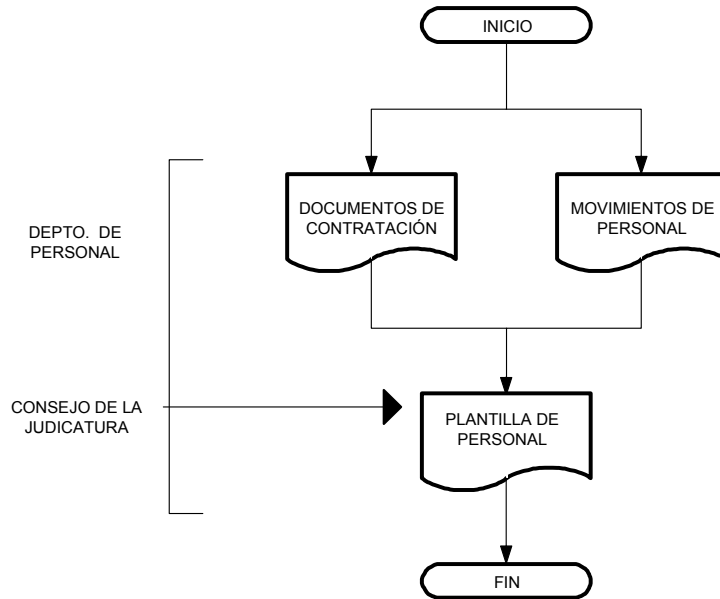 INICIO
DOCUMENTOS DE
CONTRATACIÓN
MOVIMIENTOS DE
PERSONAL
DEPTO. DE
PERSONAL
CONSEJO DE LA
JUDICATURA
PLANTILLA DE
PERSONAL
FIN